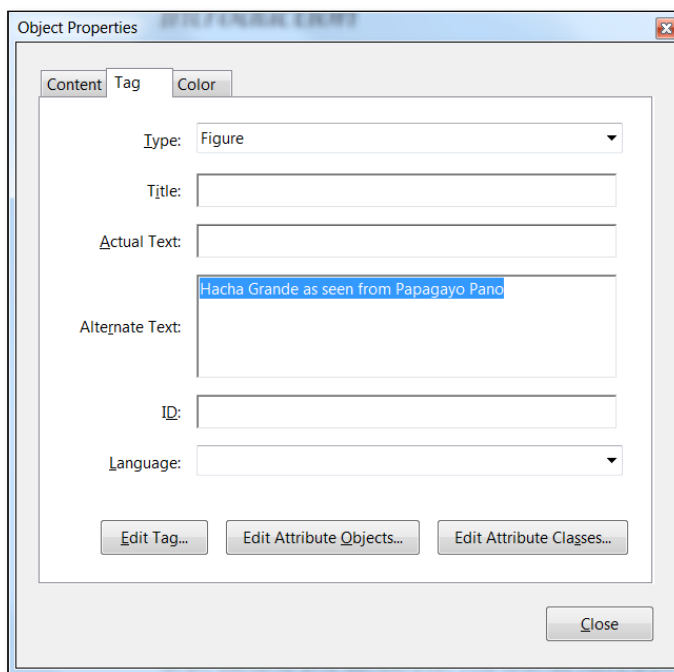 Object Properties
Content Tag Color
Type: Figure
Title:
Actual Text:
Hacha Grande as seen from Papagayo Pano
Alternate Text:
ID:
Language:
Edit Tag... Edit Attribute Objects... Edit Attribute Classes...
Close